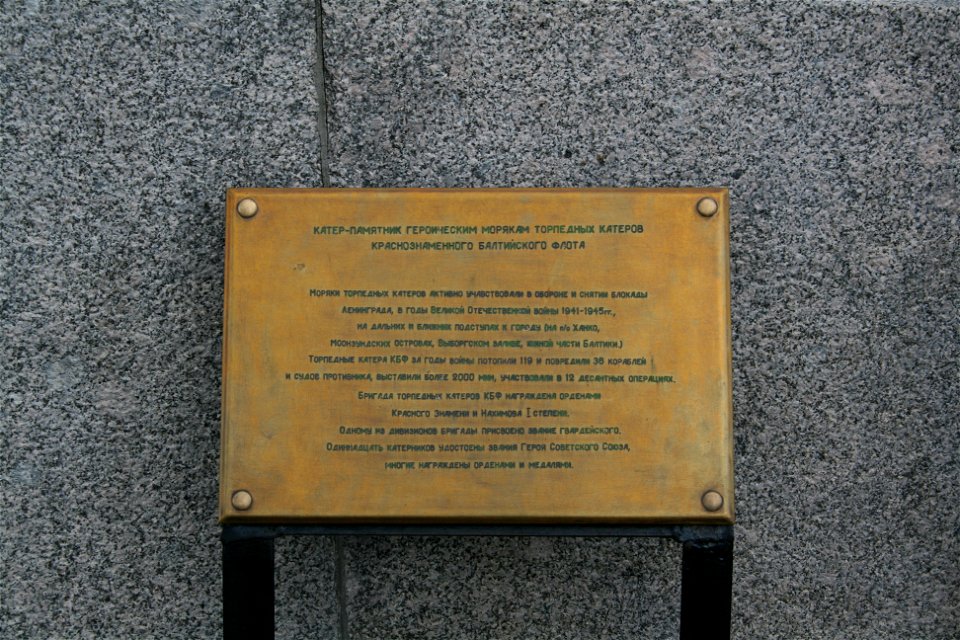 КАТЕР-ПАМЯТНИК ГЕРОИЧЕСКИМ МОРЯКАМ ТОРПЕДНЫХ КАТЕРОВ
КРАСНОЗНАМЕННОГО БАЛТИЙСКОГО ФЛОТА
Моряки торпедных катеров активно учавствовали в обороне и снятии блокады
Ленинграда, в годы Великой Отечественной войны 1941-1945гг.,
на дальних и ближних подступах к городу (на п/о Ханко,
Моонзундских островах, Выборгском заливе, южной части Балтики.)
Торпедные катера КБФ за годы войны потопили 119 и повредили 36 кораблей
и судов противника, выставили более 2000 мин, участвовали в 12 десантных операциях.
Бригада торпедных катеров КБФ награждена орденами
Красного Знамени и Нахимова I степени.
Одному из дивизионов бригады присвоено звание гвардейского.
Одиннадцать катерников удостоены звания Героя Советского Союза,
многие награждены орденами и медалями.